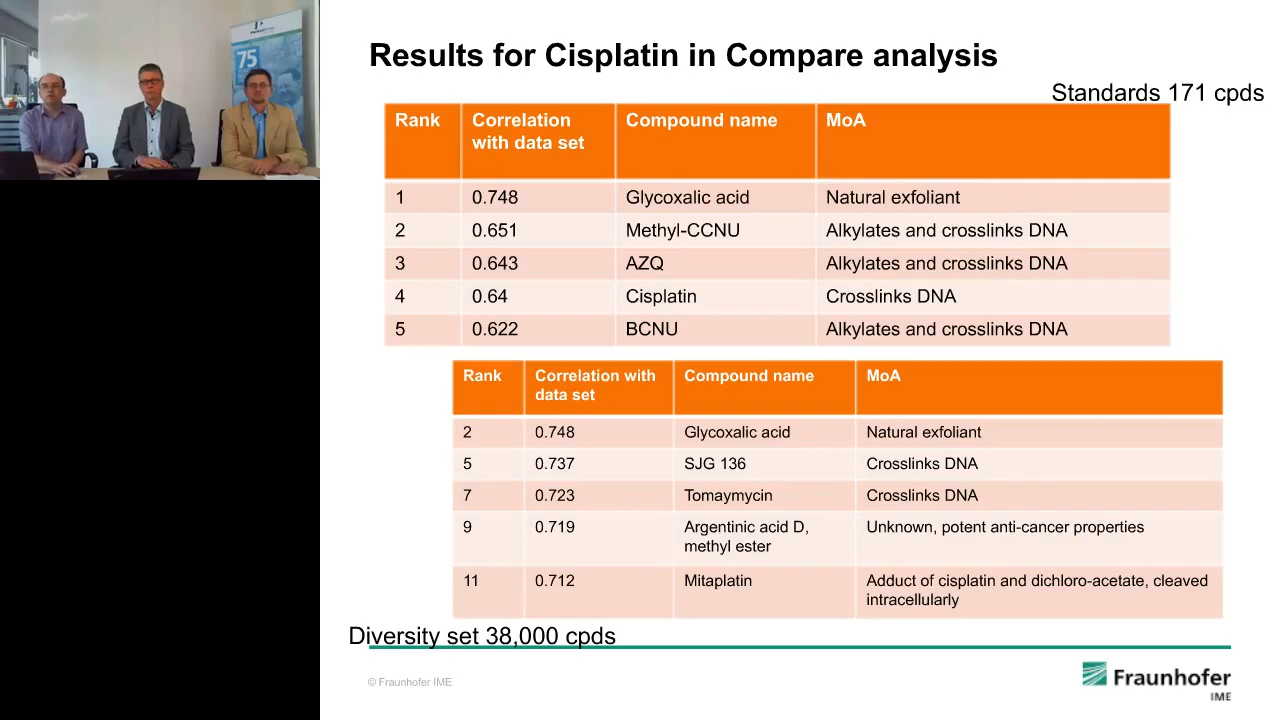 75
Results for Cisplatin in Compare analysis
Standards 171 cpds
Rank Correlation with data set Compound name MoA
1 0.748 Glycoxalic acid Natural exfoliant
2 0.651 Methyl-CCNU Alkylates and crosslinks DNA
3 0.643 AZQ Alkylates and crosslinks DNA
4 0.64 Cisplatin Crosslinks DNA
5 0.622 BCNU Alkylates and crosslinks DNA
Rank Correlation with data set Compound name MoA
2 0.748 Glycoxalic acid Natural exfoliant
5 0.737 SJG 136 Crosslinks DNA
7 0.723 Tomaymycin Crosslinks DNA
9 0.719 Argentinic acid D, methyl ester Unknown, potent anti-cancer properties
11 0.712 Mitaplatin Adduct of cisplatin and dichloro-acetate, cleaved intracellularly
Diversity set 38,000 cpds
© Fraunhofer IME
Fraunhofer
IME